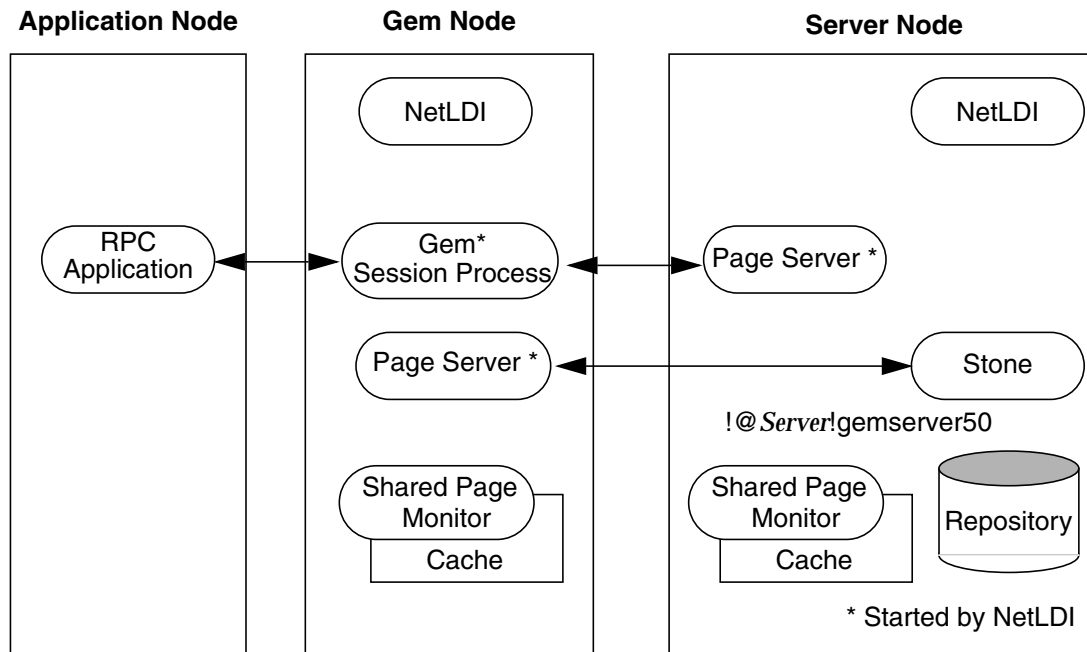 Application Node
Gem Node
Server Node
NetLDI
NetLDI
RPC
Application
Gem*
Session Process
Page Server *
Page Server *
Stone
!@Server!gemserver50
Shared Page
Monitor
Cache
Shared Page
Monitor
Cache
Repository
* Started by NetLDI